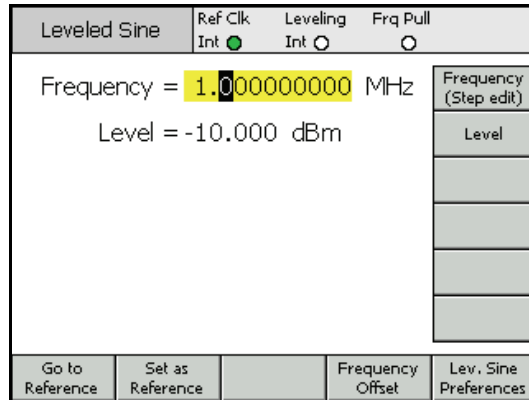 Leveled Sine
Ref Clk Leveling Frq Pull
Int Int
Frequency = 1.000000000 MHz
Level = -10.000 dBm
Frequency
(Step edit)
Level
Go to
Reference
Set as
Reference
Frequency
Offset
Lev. Sine
Preferences